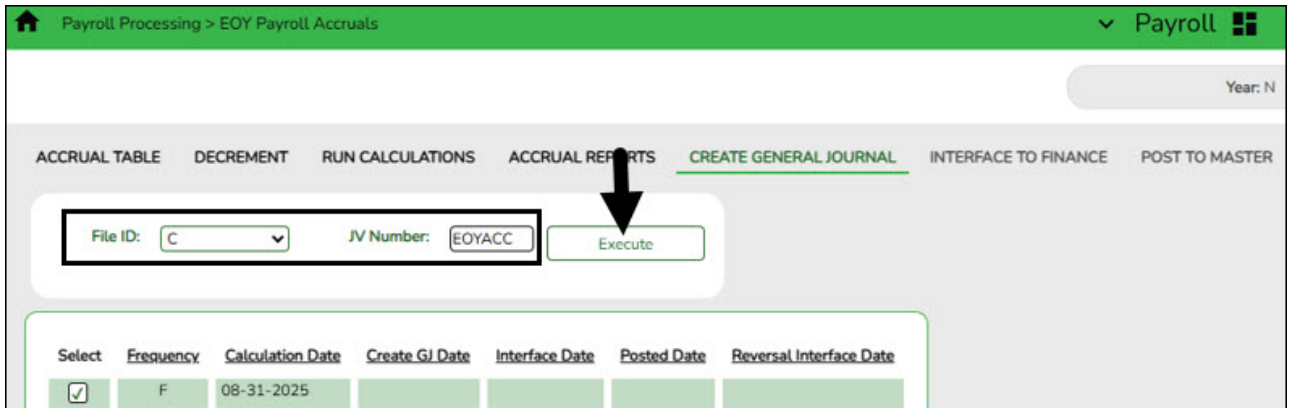 Payroll Processing > EOY Payroll Accruals
Payroll
Year: N
ACCRUAL TABLE DECREMENT RUN CALCULATIONS ACCRUAL REPORTS CREATE GENERAL JOURNAL INTERFACE TO FINANCE POST TO MASTER
File ID: C JV Number: EOYACC Execute
Select Frequency Calculation Date Create GJ Date Interface Date Posted Date Reversal Interface Date
F 08-31-2025